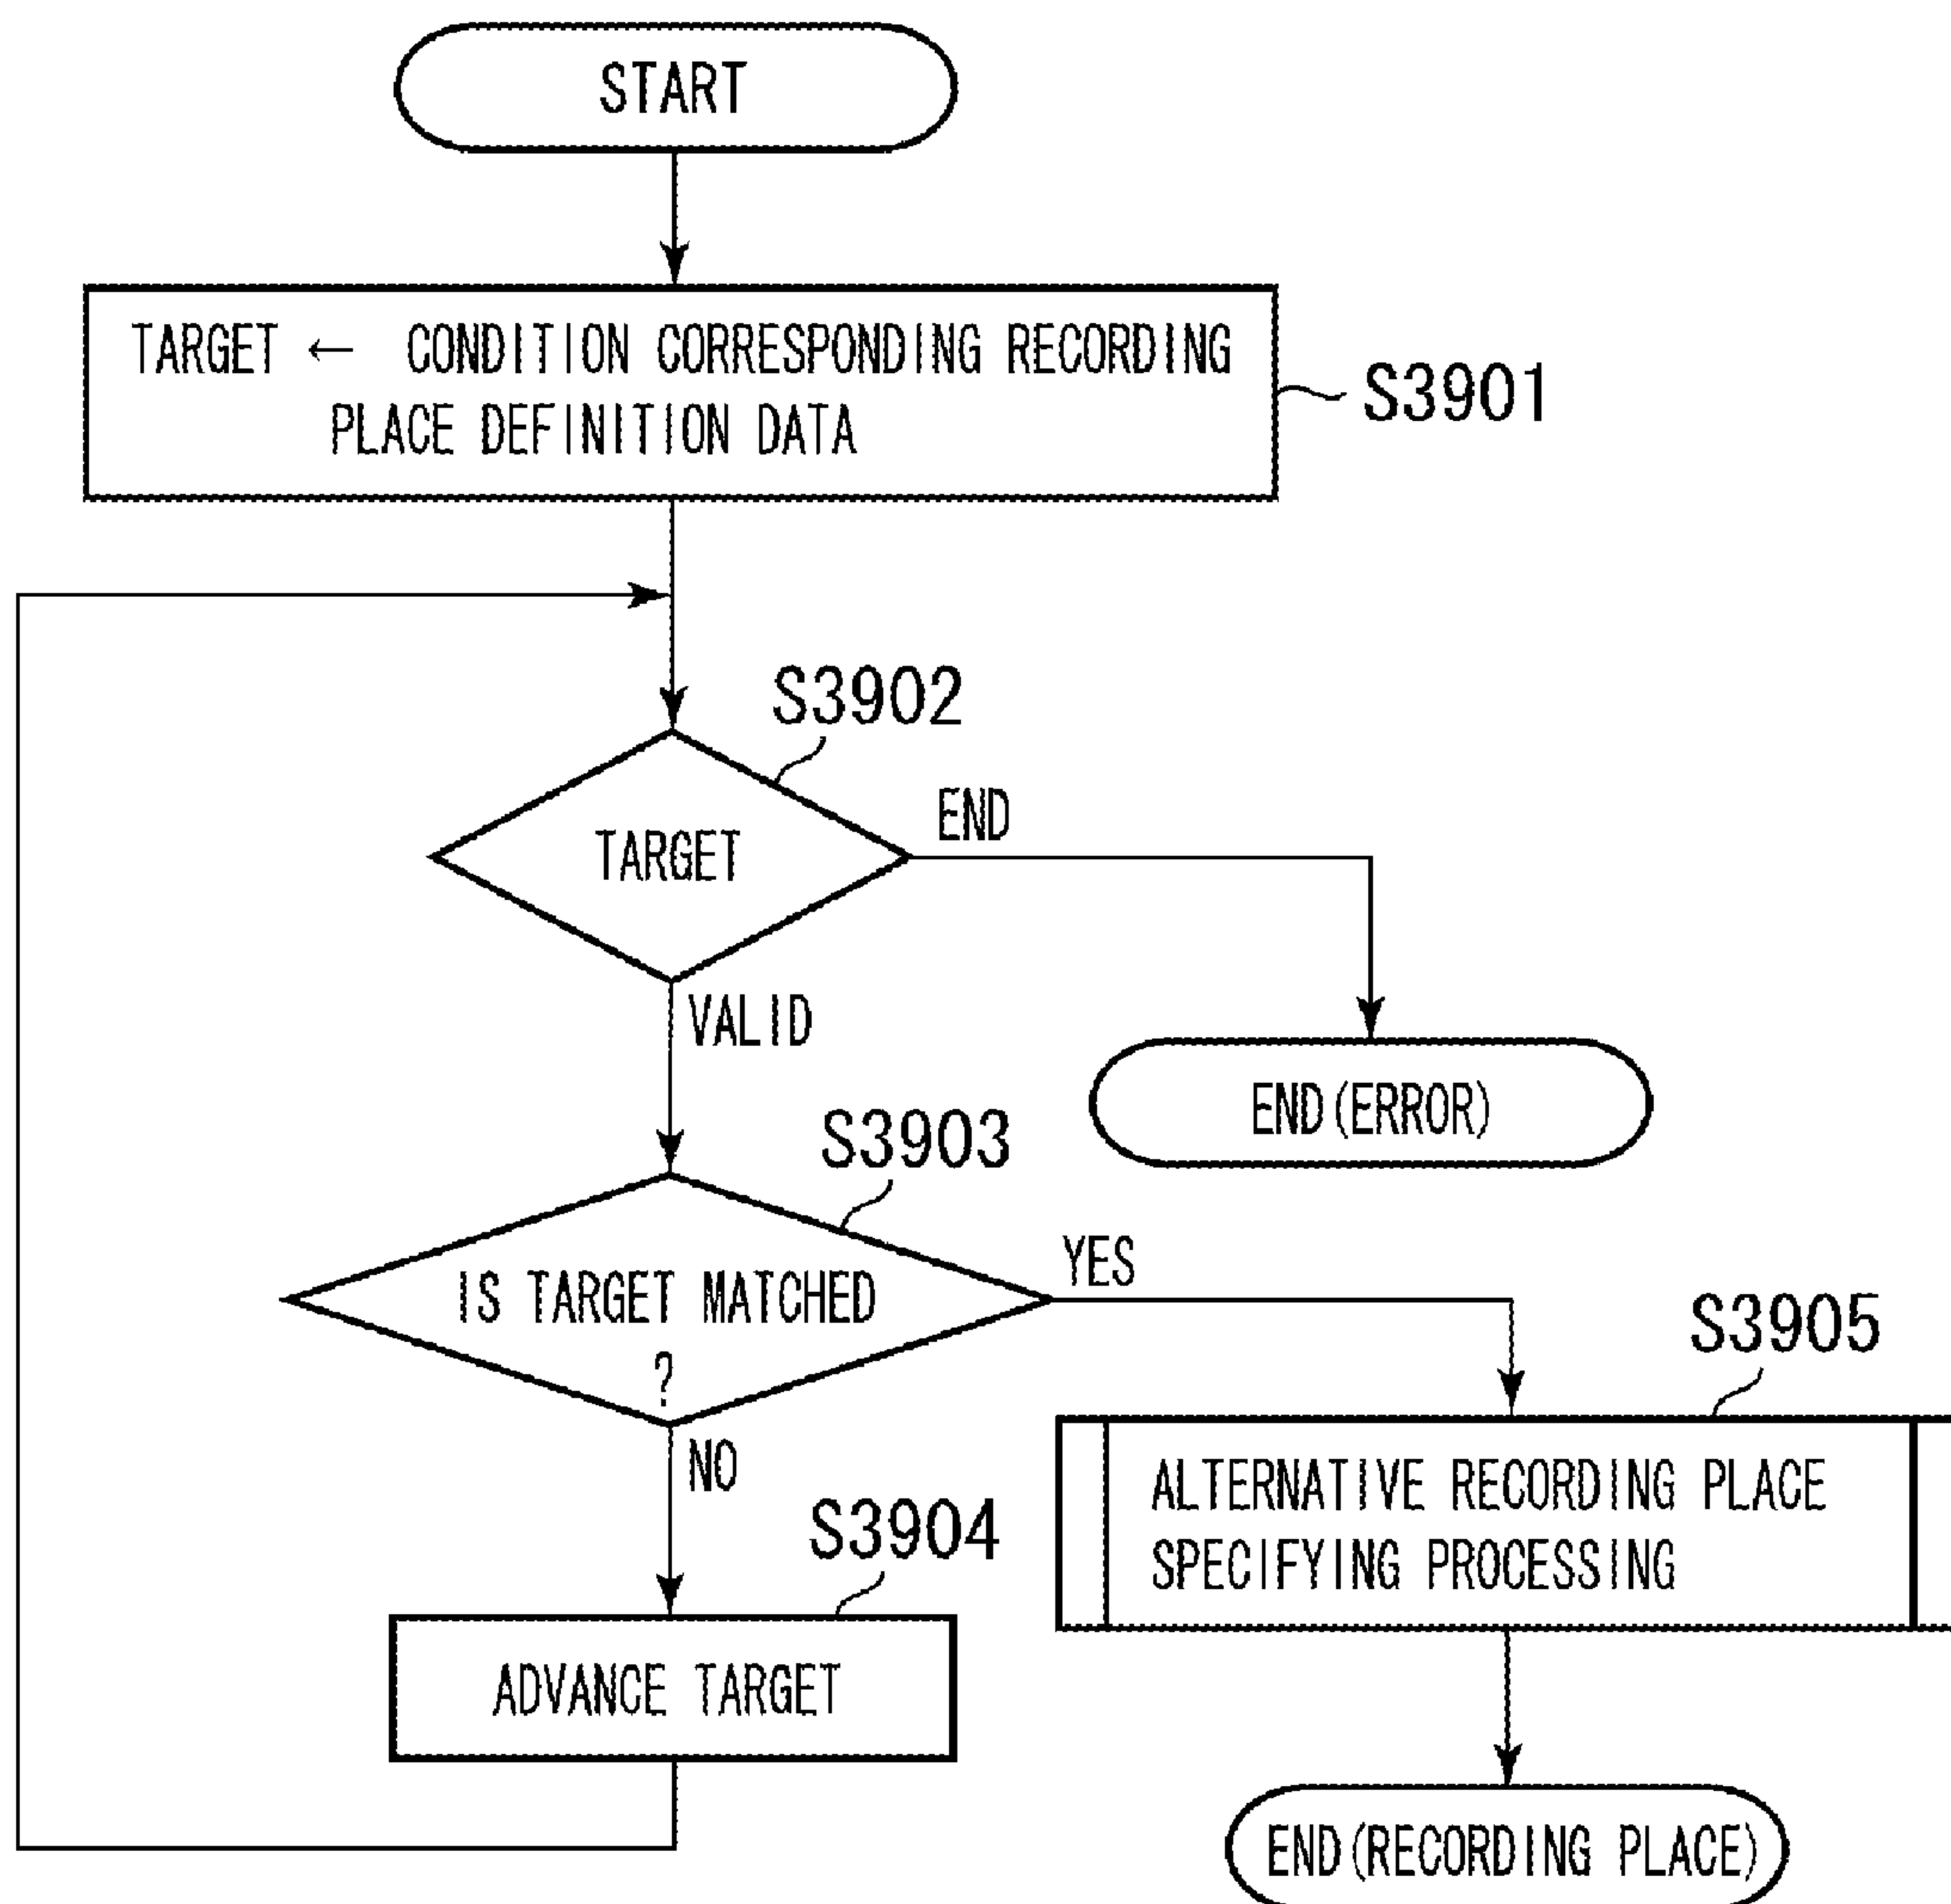 START
TARGET ← CONDITION CORRESPONDING RECORDING
PLACE DEFINITION DATA
S3901
S3902
TARGET
END
VALID
END(ERROR)
S3903
IS TARGET MATCHED
?
YES
NO
S3905
ALTERNATIVE RECORDING PLACE
SPECIFYING PROCESSING
S3904
ADVANCE TARGET
END(RECORDING PLACE)